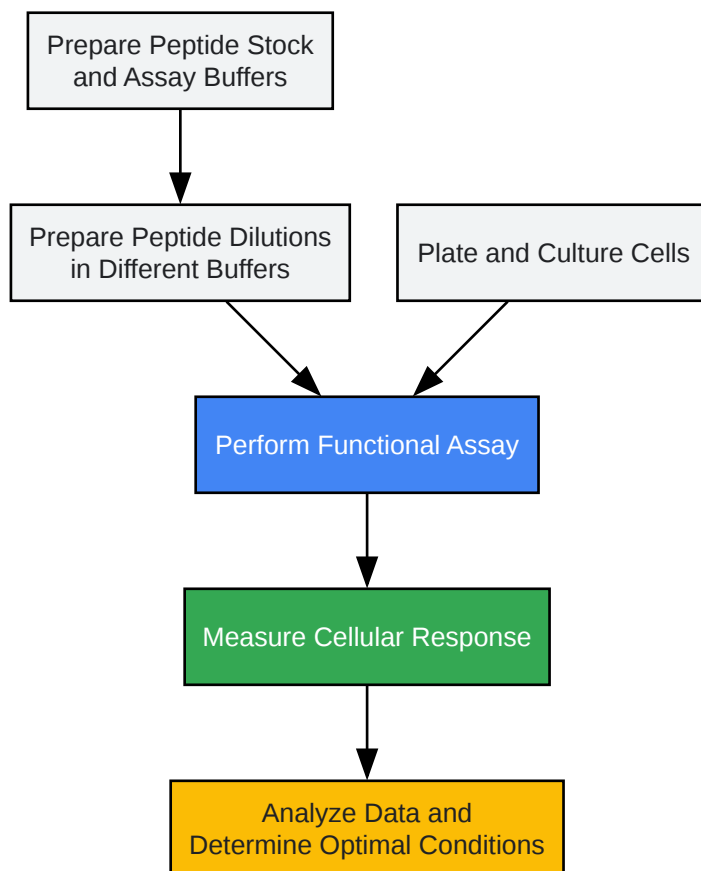 Prepare Peptide Stock
and Assay Buffers
Prepare Peptide Dilutions
in Different Buffers
Plate and Culture Cells
Perform Functional Assay
Measure Cellular Response
Analyze Data and
Determine Optimal Conditions